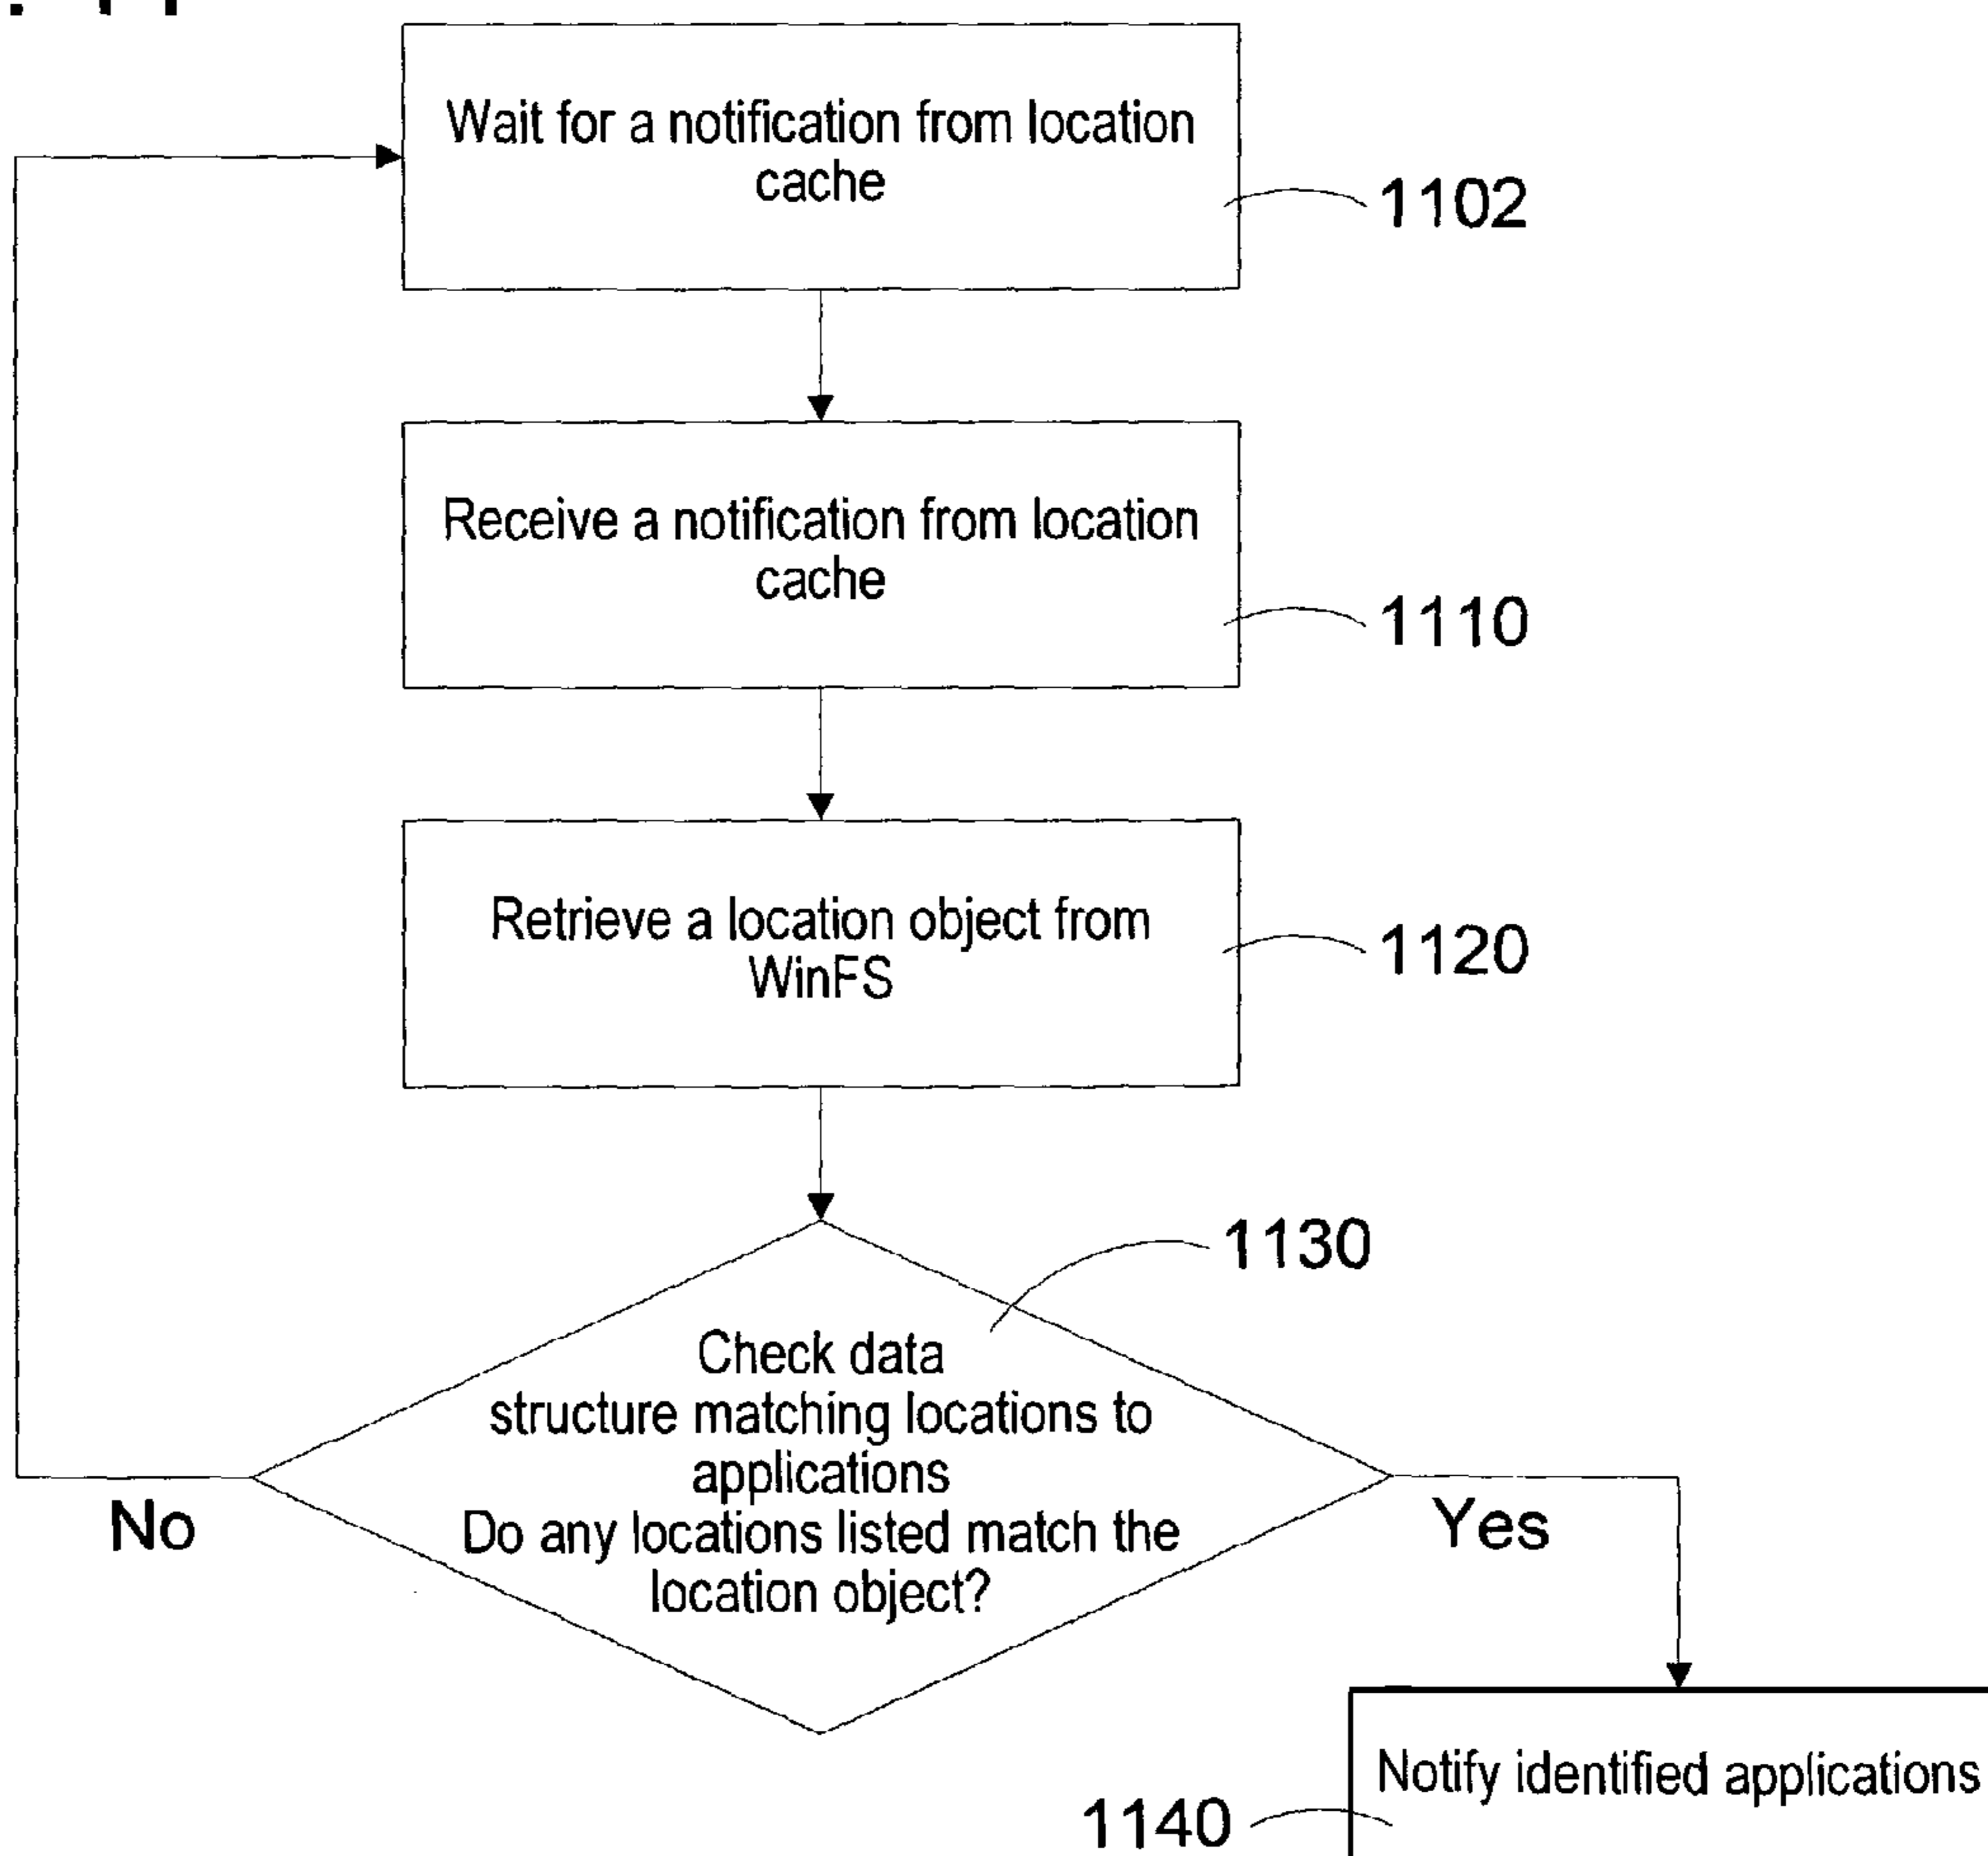 Wait for a notification from location
cache
1102
Receive a notification from location
cache
1110
Retrieve a location object from
WinFS
1120
1130
Check data
structure matching locations to
applications
Do any locations listed match the
location object?
No
Yes
Notify identified applications
1140